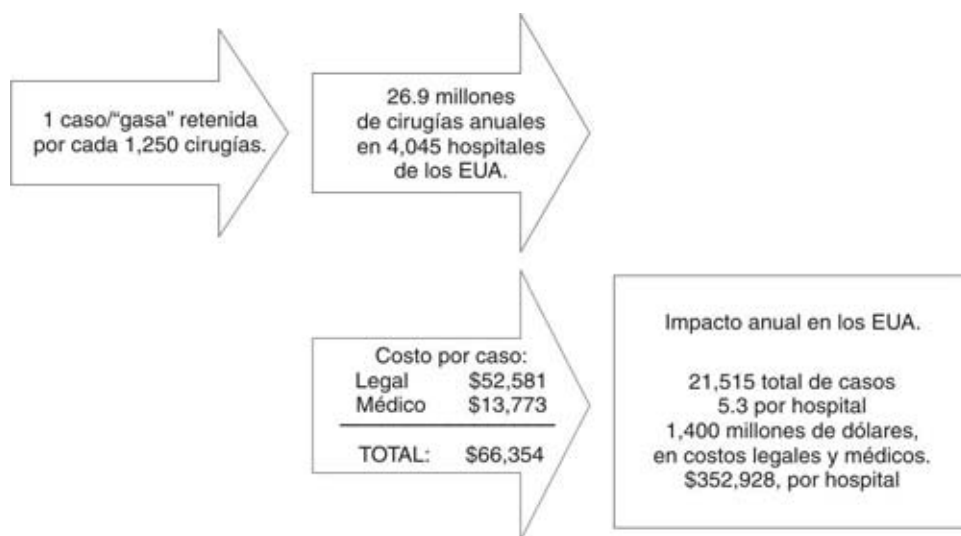 1 caso/"gasa" retenida
por cada 1,250 cirugías.
26.9 millones
de cirugías anuales
en 4,045 hospitales
de los EUA.
Costo por caso:
Legal $52,581
Médico $13,773
TOTAL: $66,354
Impacto anual en los EUA.
21,515 total de casos
5.3 por hospital
1,400 millones de dólares,
en costos legales y médicos.
$352,928, por hospital